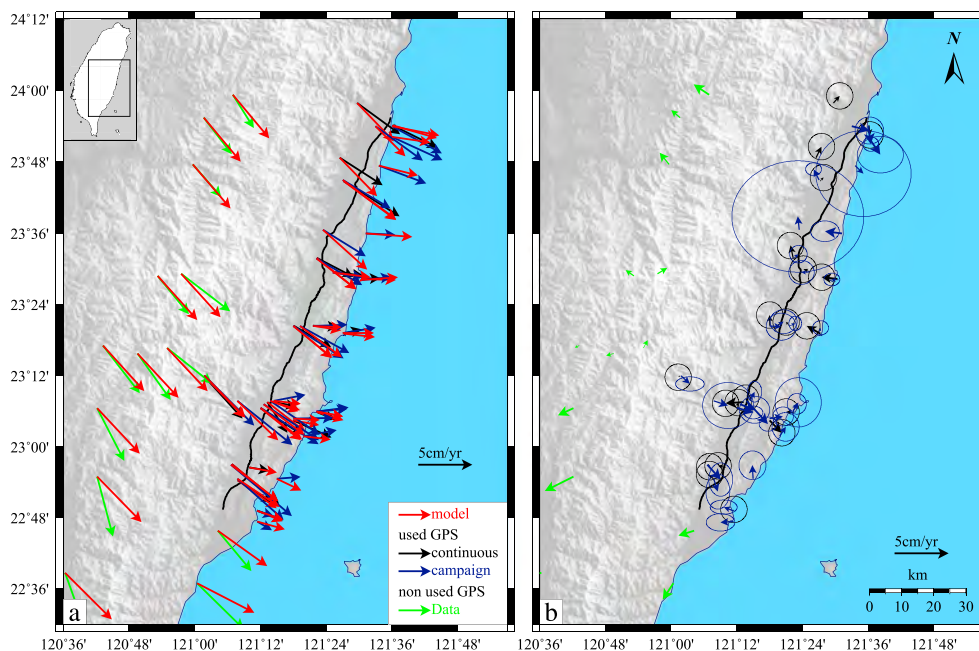 24°12'
24°00'
23°48'
23°36'
23°24'
23°12'
23°00'
22°48'
22°36'
5cm/yr
model
used GPS
continuous
campaign
non used GPS
Data
a
120°36' 120°48' 121°00' 121°12' 121°24' 121°36' 121°48'
N
5cm/yr
km
0 5 10 20 30
b
120°36' 120°48' 121°00' 121°12' 121°24' 121°36' 121°48'